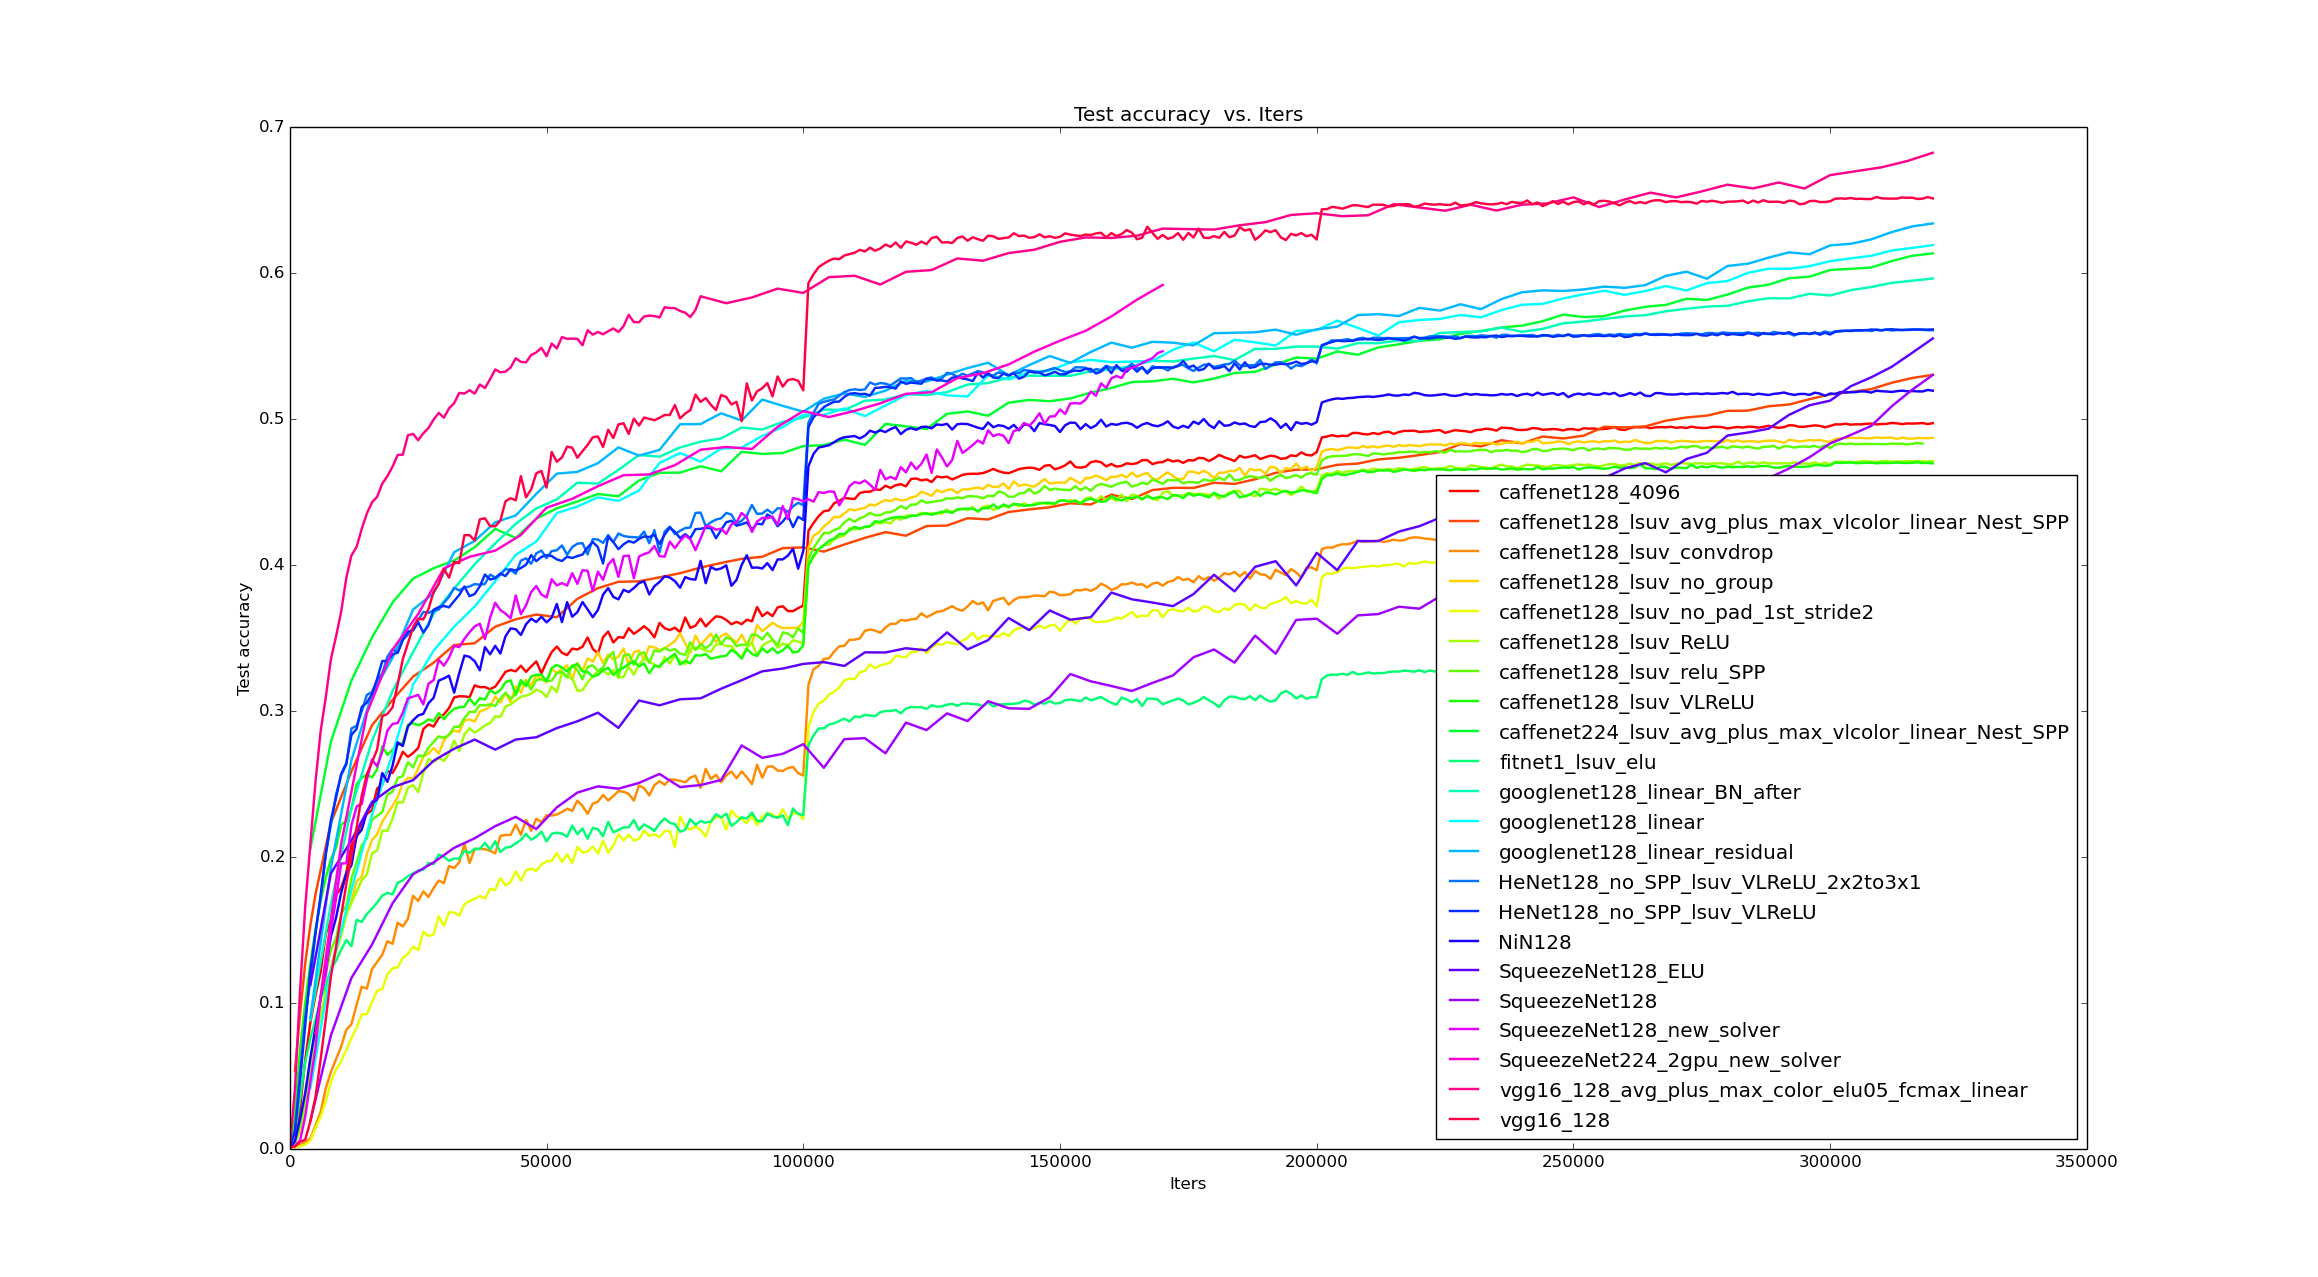 Test accuracy  vs. Iters
0.7
0.6
0.5
0.4
0.3
0.2
0.1
0.0
Test accuracy
caffenet128_4096
caffenet128_lsuv_avg_plus_max_vlcolor_linear_Nest_SPP
caffenet128_lsuv_convdrop
caffenet128_lsuv_no_group
caffenet128_lsuv_no_pad_1st_stride2
caffenet128_lsuv_ReLU
caffenet128_lsuv_relu_SPP
caffenet128_lsuv_VLReLU
caffenet224_lsuv_avg_plus_max_vlcolor_linear_Nest_SPP
fitnet1_lsuv_elu
googlenet128_linear_BN_after
googlenet128_linear
googlenet128_linear_residual
HeNet128_no_SPP_lsuv_VLReLU_2x2to3x1
HeNet128_no_SPP_lsuv_VLReLU
NiN128
SqueezeNet128_ELU
SqueezeNet128
SqueezeNet128_new_solver
SqueezeNet224_2gpu_new_solver
vgg16_128_avg_plus_max_color_elu05_fcmax_linear
vgg16_128
0 50000 100000 150000 200000 250000 300000 350000
Iters